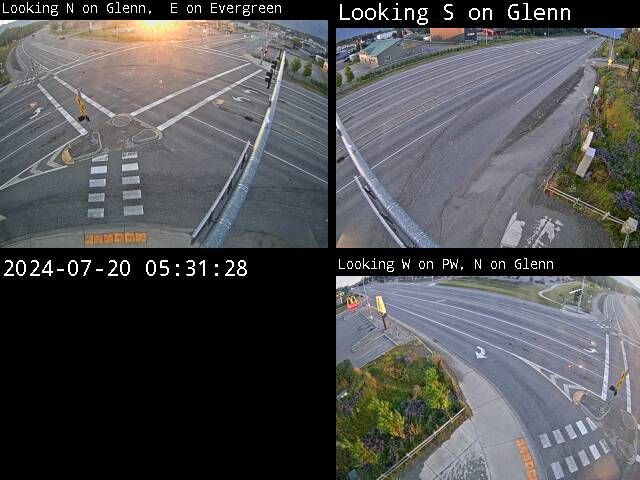 Looking N on Glenn, E on Evergreen
Looking S on Glenn
2024-07-20 05:31:28
Looking W on PW, N on Glenn